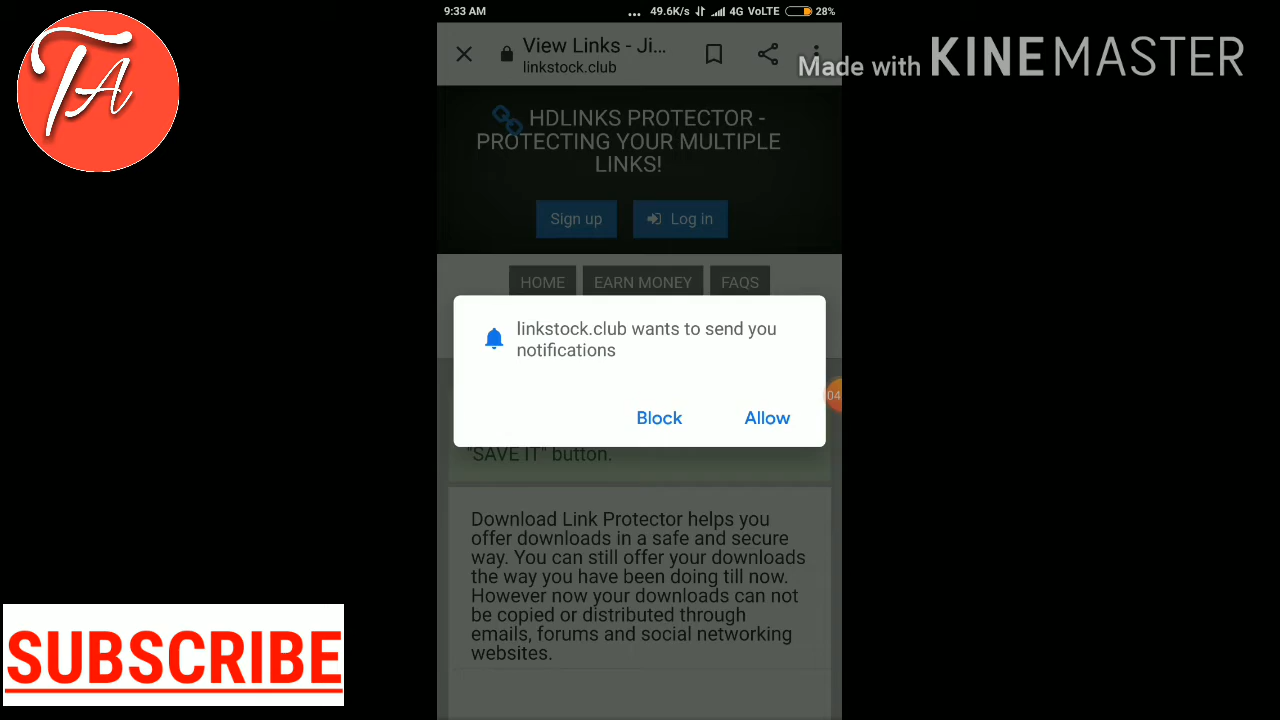 TA
9:33 AM
... 49.6K/s 4G VoLTE 28%
View Links - Ji...
linkstock.club
Made with KINEMASTER
HDLINKS PROTECTOR -
PROTECTING YOUR MULTIPLE
LINKS!
Sign up
Log in
HOME
EARN MONEY
FAQS
linkstock.club wants to send you
notifications
Block
Allow
04
"SAVE IT" button.
Download Link Protector helps you
offer downloads in a safe and secure
way. You can still offer your downloads
the way you have been doing till now.
However now your downloads can not
be copied or distributed through
emails, forums and social networking
websites.
SUBSCRIBE